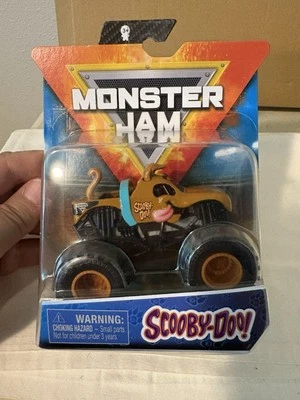 MONSTER
JAM
SCOOBY
DOO!
WARNING:
CHOKING HAZARD – Small parts
Not for children under 3 years
SCOOBY-DOO!